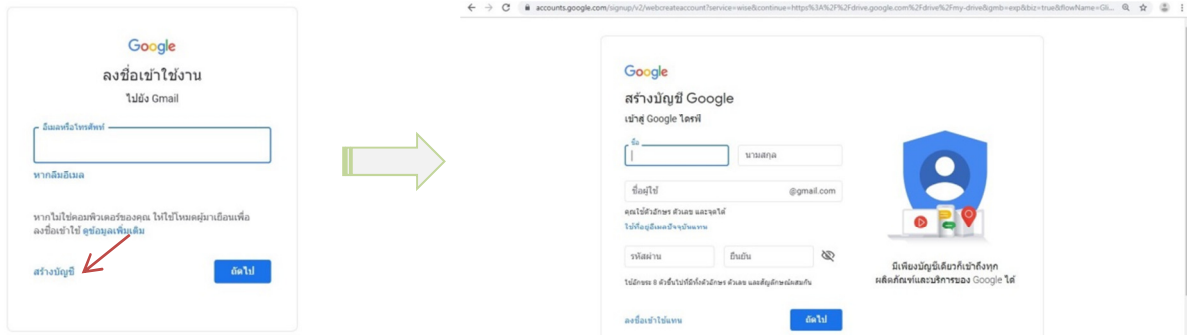 Google
ลงชื่อเข้าใช้งาน
ไปยัง Gmail
อีเมลหรือโทรศัพท์
หากลืมอีเมล
หากไม่ใช่คอมพิวเตอร์ของคุณ ให้ใช้โหมดผู้มาเยือนเพื่อ
ลงชื่อเข้าใช้ ดูข้อมูลเพิ่มเติม
สร้างบัญชี
ถัดไป
accounts.google.com/signup/v2/webcreateaccount?service=wise&continue=https%3A%2F%2Fdrive.google.com%2Fdrive%2Fmy-drive&gmb=exp&biz=true&flowName=Gli...
Google
สร้างบัญชี Google
เข้าสู่ Google ไดรฟ์
ชื่อ
นามสกุล
ชื่อผู้ใช้ @gmail.com
คุณใช้ตัวอักษร ตัวเลข และจุดได้
ใช้ที่อยู่อีเมลปัจจุบันแทน
รหัสผ่าน
ยืนยัน
ใช้อักขระ 8 ตัวขึ้นไปที่มีทั้งตัวอักษร ตัวเลข และสัญลักษณ์ผสมกัน
ลงชื่อเข้าใช้แทน
ถัดไป
มีเพียงบัญชีเดียวก็เข้าถึงทุก
ผลิตภัณฑ์และบริการของ Google ได้